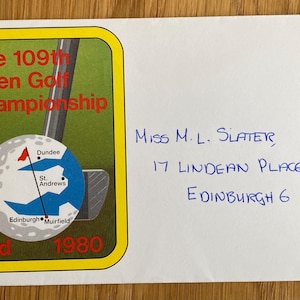 e 109th
en Golf
ampionship
Dundee
St.
Andrews
Edinburgh
Muirfield
d 1980
Miss M. L. SLATER,
17 LINDEAN PLACE
EDINBURGH 6